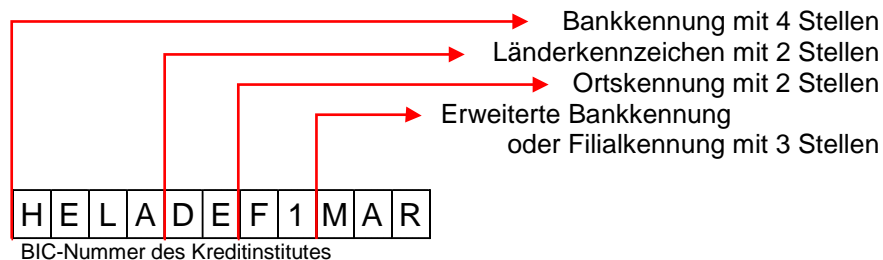 Bankkennung mit 4 Stellen
Länderkennzeichen mit 2 Stellen
Ortskennung mit 2 Stellen
Erweiterte Bankkennung
oder Filialkennung mit 3 Stellen
H E L A D E F 1 M A R
BIC-Nummer des Kreditinstitutes